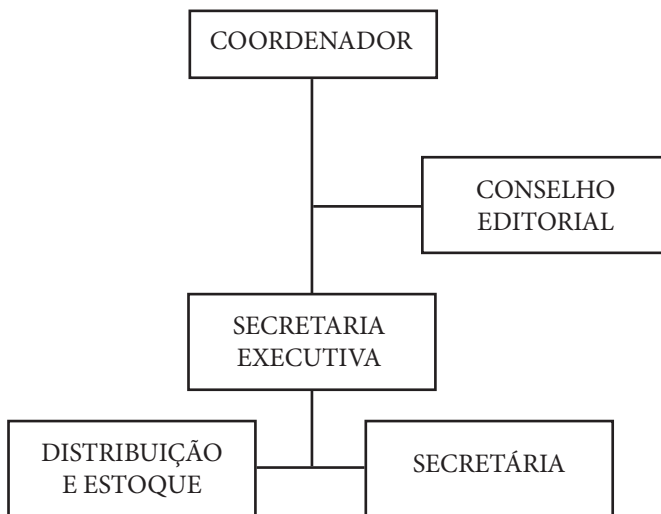 COORDENADOR
CONSELHO
EDITORIAL
SECRETARIA
EXECUTIVA
DISTRIBUIÇÃO
E ESTOQUE
SECRETÁRIA